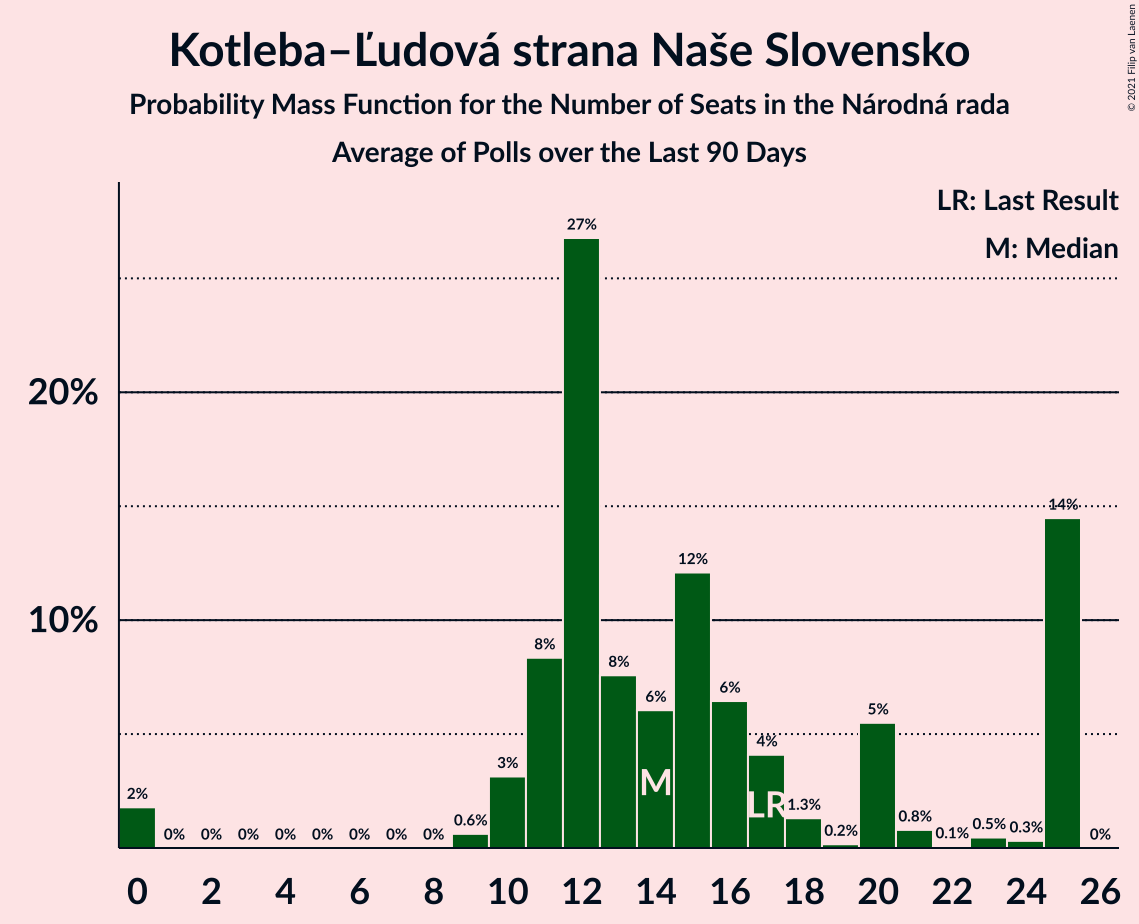 Kotleba–Ľudová strana Naše Slovensko
Probability Mass Function for the Number of Seats in the Národná rada
Average of Polls over the Last 90 Days
© 2021 Filip van Laenen
LR: Last Result
M: Median
20%
10%
2% 0% 0% 0% 0% 0% 0% 0% 0% 0.6% 3% 8% 27% 8% 6% 12% 6% 4% 1.3% 0.2% 5% 0.8% 0.1% 0.5% 0.3% 14% 0%
M
LR
0 2 4 6 8 10 12 14 16 18 20 22 24 26